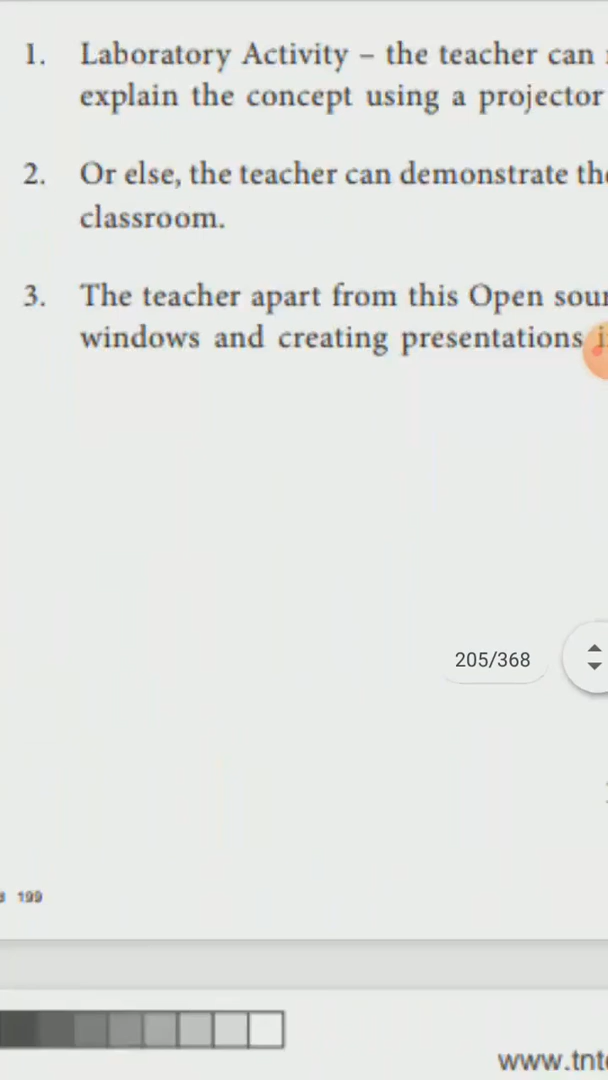 1. Laboratory Activity – the teacher can
explain the concept using a projector
2. Or else, the teacher can demonstrate the
classroom.
3. The teacher apart from this Open sour
windows and creating presentations
205/368
199
www.tnt